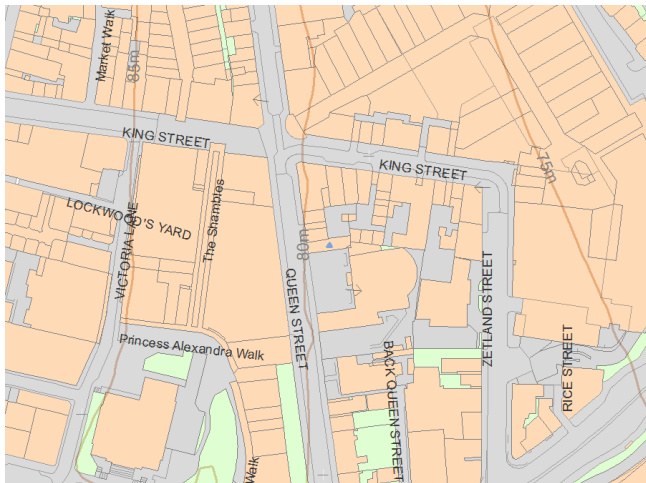 Market Walk
85m
KING STREET
KING STREET
75m
LOCKWOOD'S YARD
The Shambles
VICTORIA LANE
80m
QUEEN STREET
ZETLAND STREET
Princess Alexandra Walk
BACK QUEEN STREET
RICE STREET
Walk